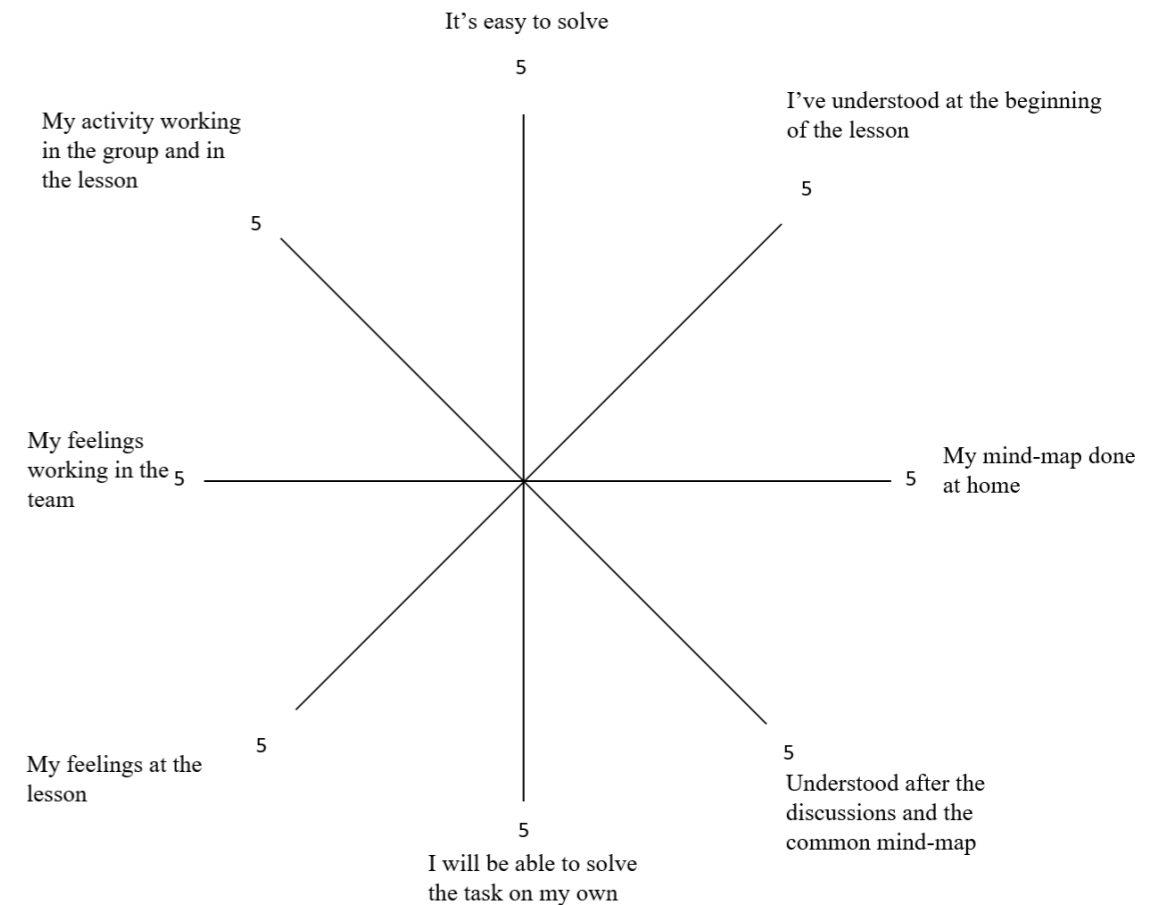 It’s easy to solve
5
I’ve understood at the beginning
of the lesson
5
My activity working
in the group and in
the lesson
5
My feelings
working in the 5
team
5
My mind-map done
at home
5
My feelings at the
lesson
5
Understood after the
discussions and the
common mind-map
5
I will be able to solve
the task on my own